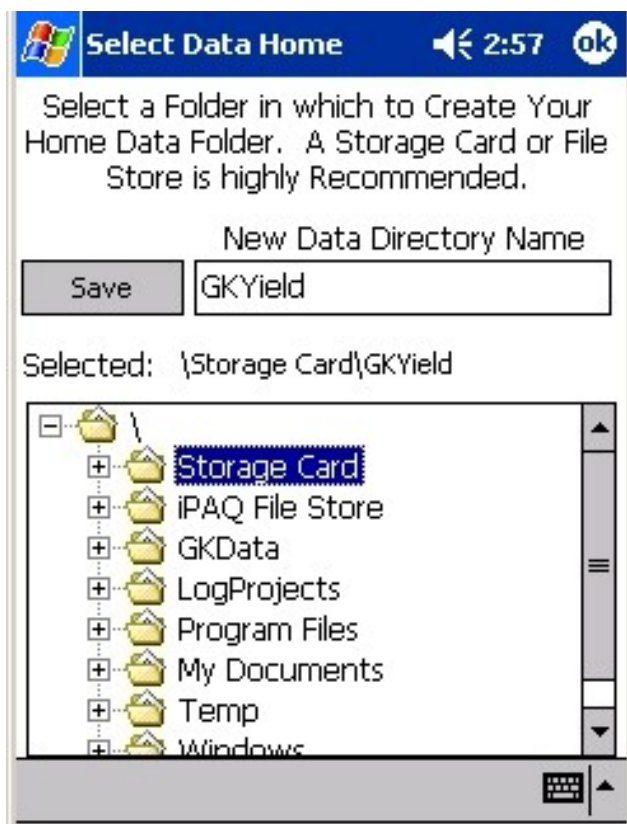 Select Data Home 2:57 ok
Select a Folder in which to Create Your
Home Data Folder. A Storage Card or File
Store is highly Recommended.
New Data Directory Name
Save GKYield
Selected: \Storage Card\GKYield
\
Storage Card
iPAQ File Store
GKData
LogProjects
Program Files
My Documents
Temp
Windows